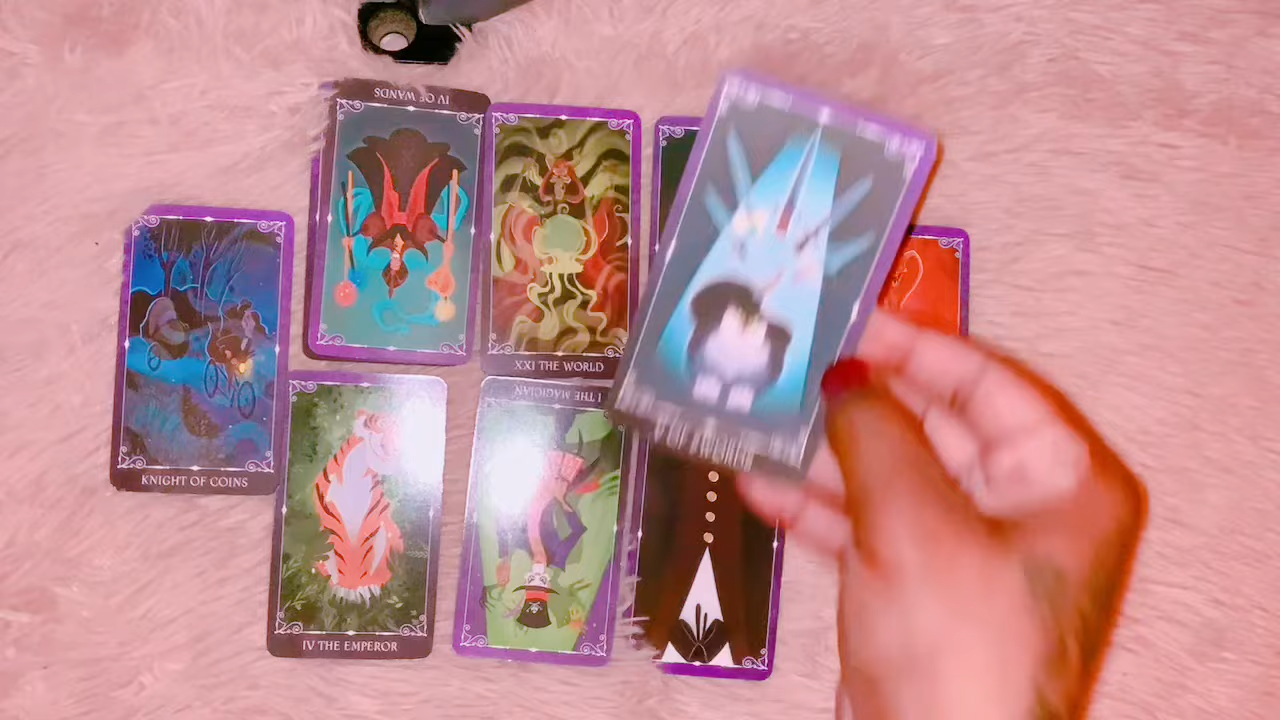 IV OF WANDS
XXI THE WORLD
I THE MAGICIAN
KNIGHT OF COINS
IV THE EMPEROR